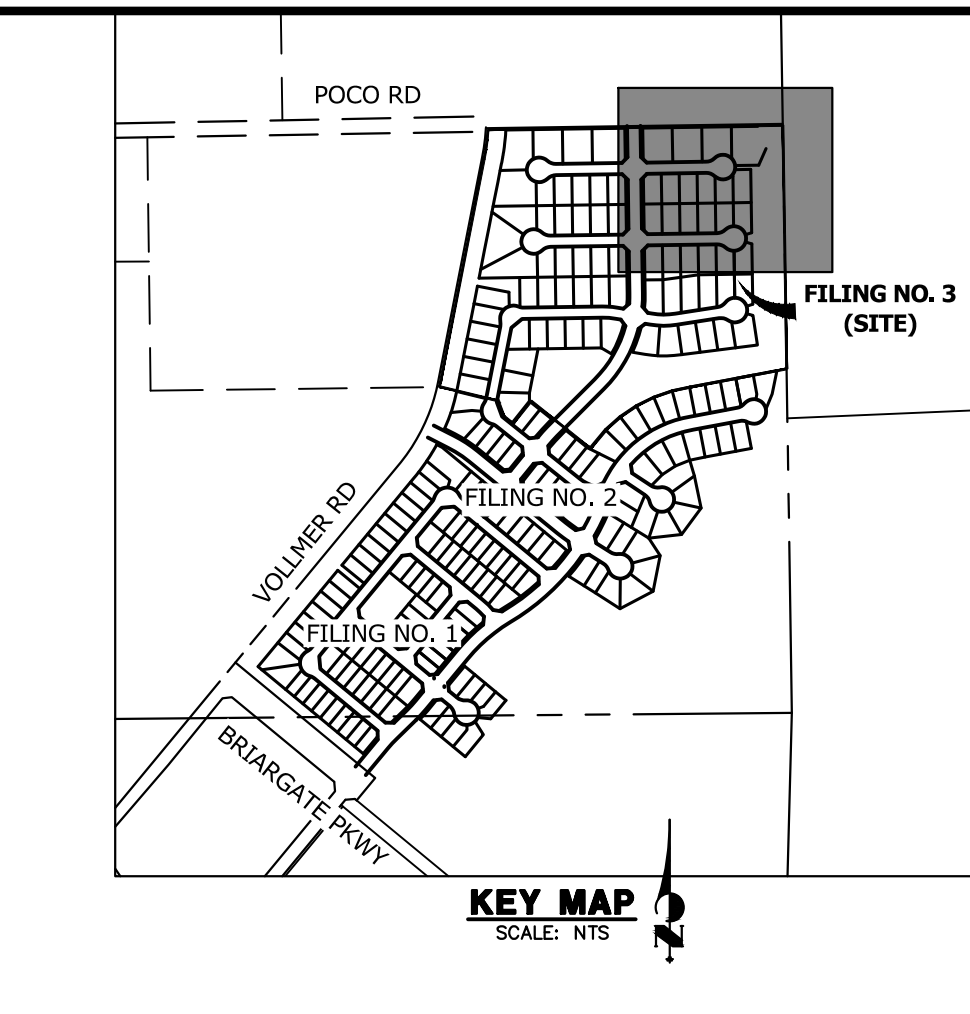 POCO RD
FILING NO. 3
(SITE)
FILING NO. 2
VOLLMER RD
FILING NO. 1
BRIARGATE PKWY
KEY MAP
SCALE: NTS
N